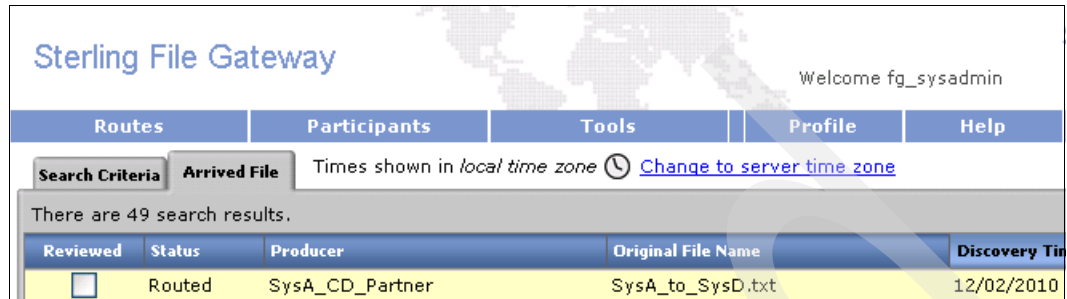 Sterling File Gateway
Welcome fg_sysadmin
Routes Participants Tools Profile Help
Search Criteria Arrived File Times shown in local time zone Change to server time zone
There are 49 search results.
Reviewed Status Producer Original File Name Discovery
Routed SysA_CD_Partner SysA_to_SysD.txt 12/02/2010